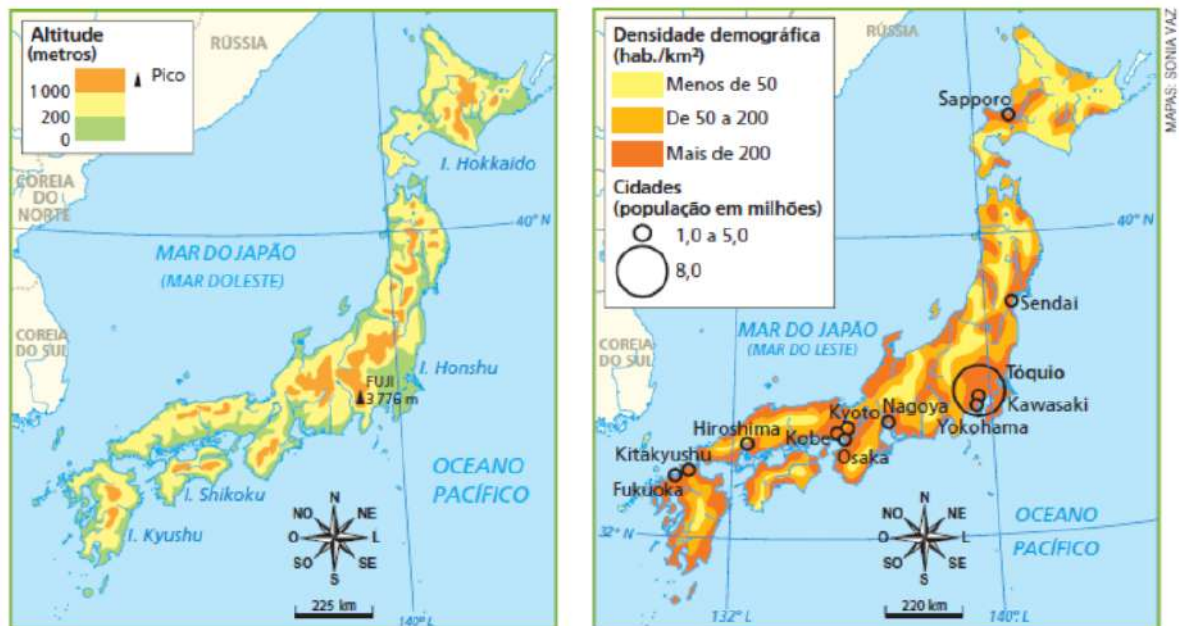 Altitude
(metros)
1 000
200
0
Pico
RÚSSIA
COREIA
DO
NORTE
COREIA
DO SUL
I. Hokkaido
40° N
MAR DO JAPÃO
(MAR DOLESTE)
I. Honshu
FUJI
3 776 m
I. Shikoku
I. Kyushu
OCEANO
PACÍFICO
N
NO
NE
O
L
SO
SE
S
225 km
140° L
Densidade demográfica
(hab./km²)
Menos de 50
De 50 a 200
Mais de 200
Cidades
(população em milhões)
1,0 a 5,0
8,0
COREIA
DO SUL
Sapporo
40° N
Sendai
MAR DO JAPÃO
(MAR DO LESTE)
Tóquio
Kawasaki
Yokohama
Nagoya
Kyoto
Kobe
Osaka
Hiroshima
Kitakyushu
Fukuoka
32° N
N
NO
NE
O
L
SO
SE
S
OCEANO
PACÍFICO
220 km
132° L
140° L
MAPAS: SONIA VAZ